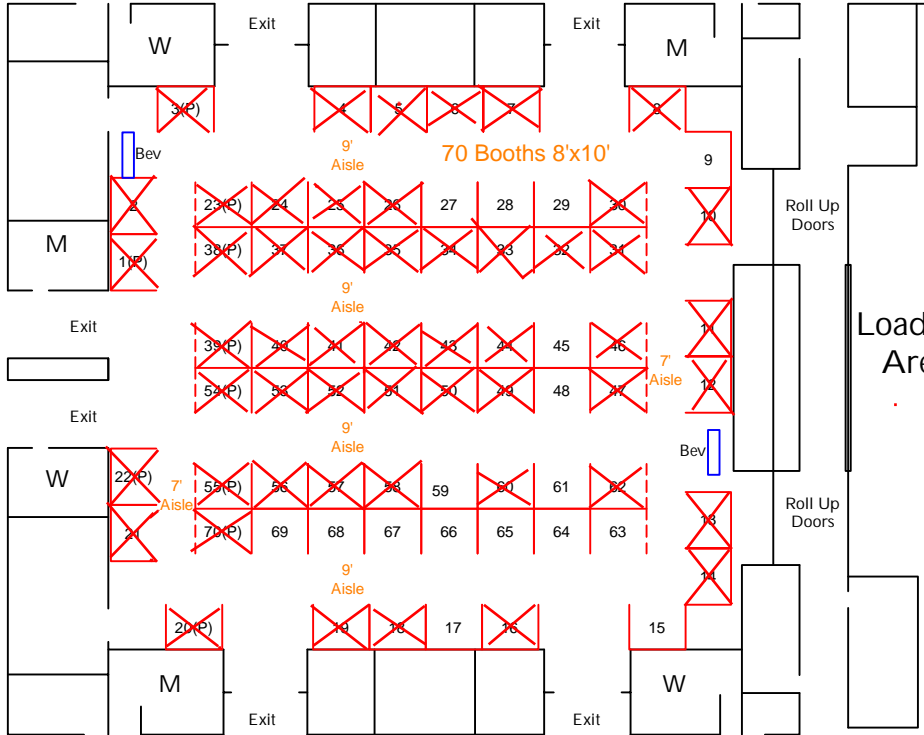 Exit
Exit
W
M
3(P)
4
5
6
7
8
Bev
9'
Aisle
70 Booths 8'x10'
9
2
23(P)
24
25
26
27
28
29
30
10
Roll Up
Doors
M
1(P)
38(P)
37
36
35
34
33
32
31
9'
Aisle
Exit
11
Load
Are
39(P)
40
41
42
43
44
45
46
7'
Aisle
12
54(P)
53
52
51
50
49
48
47
Exit
9'
Aisle
Bev
W
22(P)
7'
Aisle
55(P)
56
57
58
59
60
61
62
Roll Up
Doors
21
70(P)
69
68
67
66
65
64
63
13
14
9'
Aisle
20(P)
19
18
17
16
15
M
W
Exit
Exit